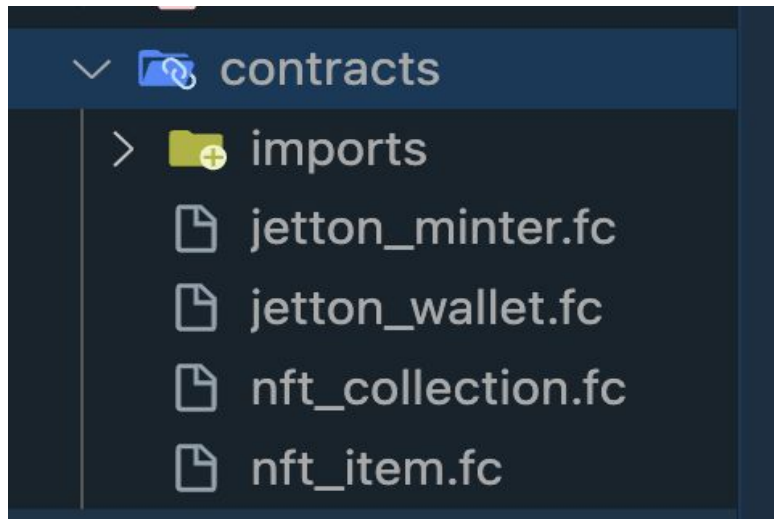 contracts
imports
jetton_minter.fc
jetton_wallet.fc
nft_collection.fc
nft_item.fc